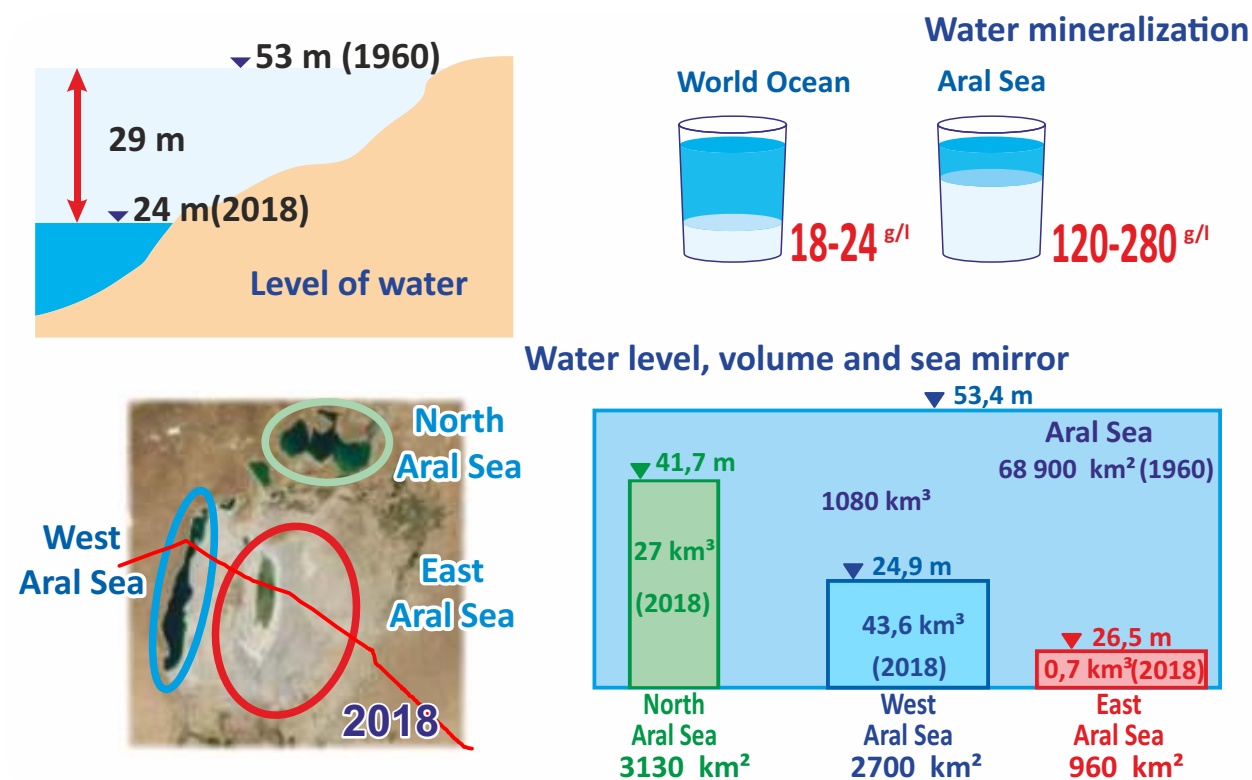 53 m (1960)
29 m
24 m(2018)
Level of water
Water mineralization
World Ocean
Aral Sea
18-24 g/l
120-280 g/l
Water level, volume and sea mirror
North
Aral Sea
West
Aral Sea
East
Aral Sea
2018
53,4 m
Aral Sea
68 900 km² (1960)
1080 km³
41,7 m
27 km³
(2018)
24,9 m
43,6 km³
(2018)
26,5 m
0,7 km³(2018)
North
Aral Sea
3130 km²
West
Aral Sea
2700 km²
East
Aral Sea
960 km²